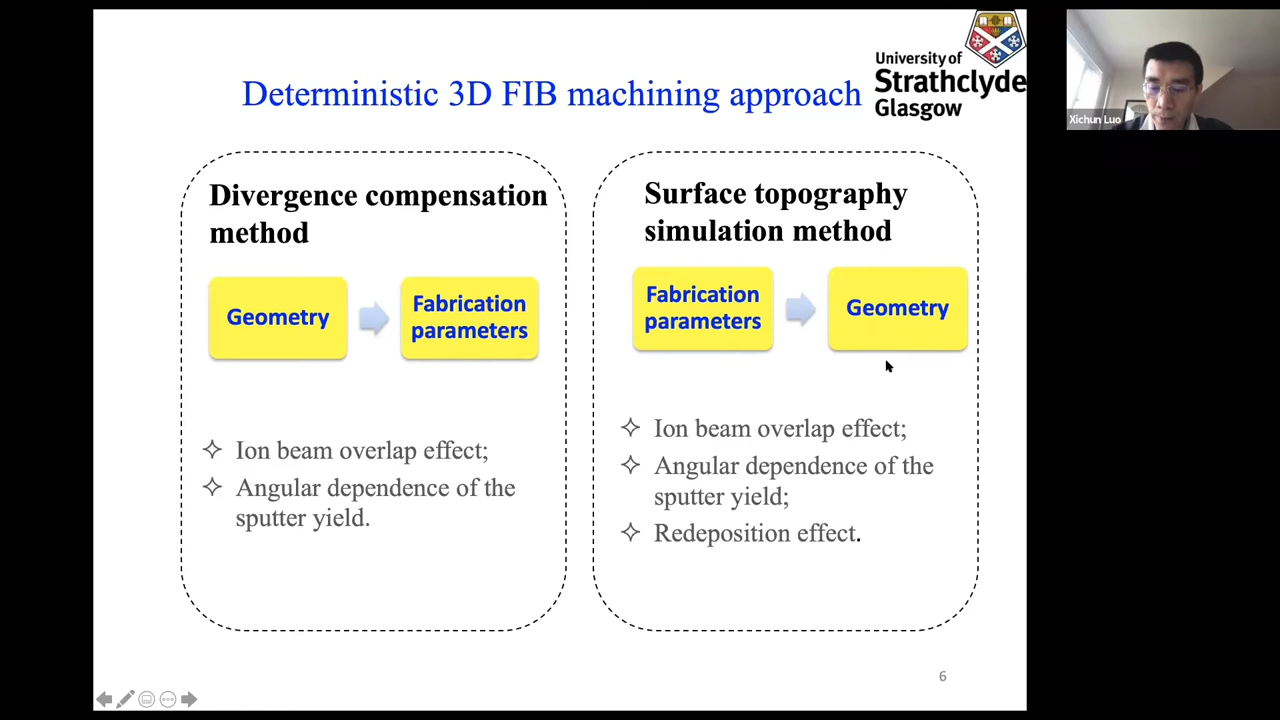 Deterministic 3D FIB machining approach
University of
Strathclyde
Glasgow
Xichun Luo
Divergence compensation
method
Geometry
Fabrication
parameters
Ion beam overlap effect;
Angular dependence of the
sputter yield.
Surface topography
simulation method
Fabrication
parameters
Geometry
Ion beam overlap effect;
Angular dependence of the
sputter yield;
Redeposition effect.
6